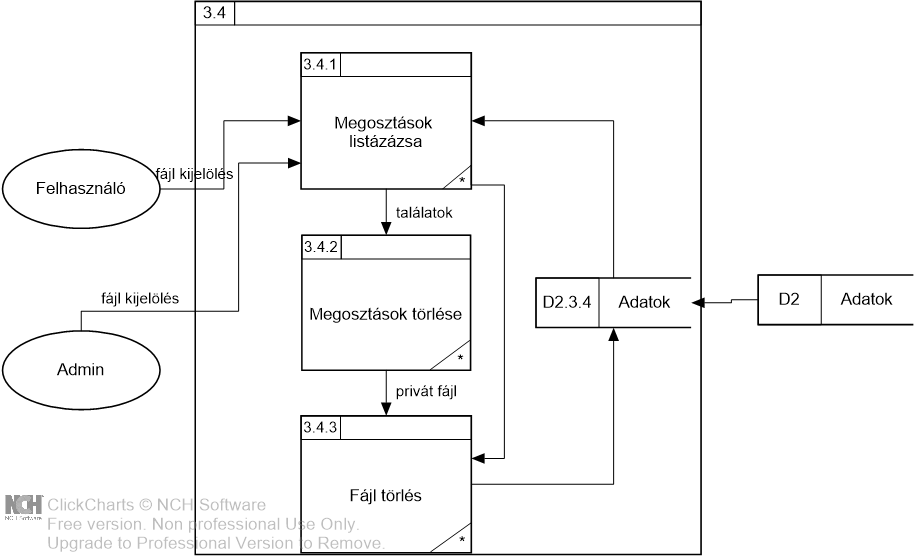 3.4
3.4.1
Megosztások
listázázsa
*
fájl kijelölés
Felhasználó
találatok
3.4.2
Megosztások törlése
*
fájl kijelölés
Admin
D2.3.4
Adatok
D2
Adatok
privát fájl
3.4.3
Fájl törlés
*
NCH
NCH Software
ClickCharts © NCH Software
Free version. Non professional Use Only.
Upgrade to Professional Version to Remove.